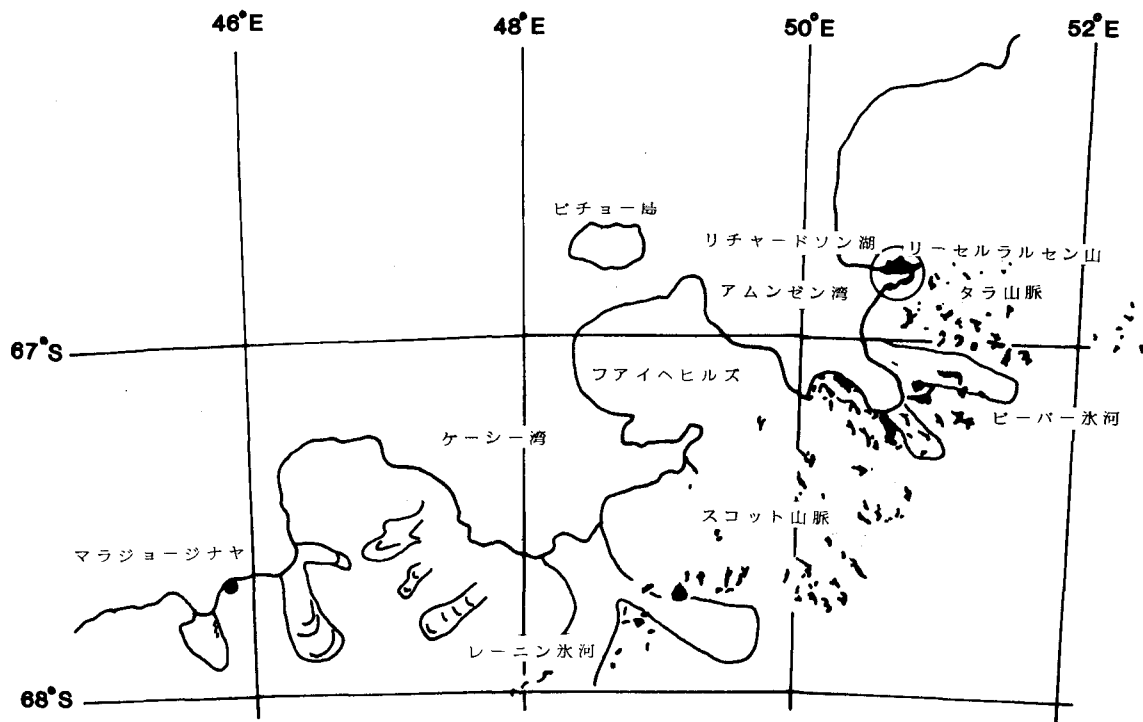 46°E 48°E 50°E 52°E
ピチョー島
リチャードソン湖 リーセルラルセン山
アムンゼン湾 タラ山脈
67°S
フアイヘヒルズ
ビーバー氷河
ケーシー湾
スコット山脈
マラジョージナヤ
レーニン氷河
68°S